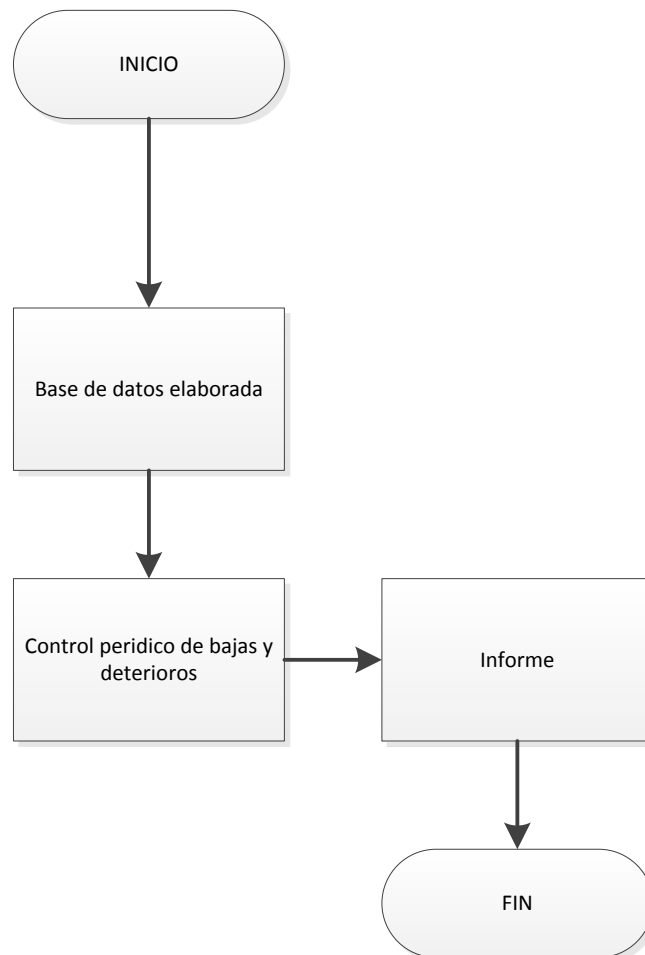 INICIO
Base de datos elaborada
Control peridico de bajas y
deterioros
Informe
FIN